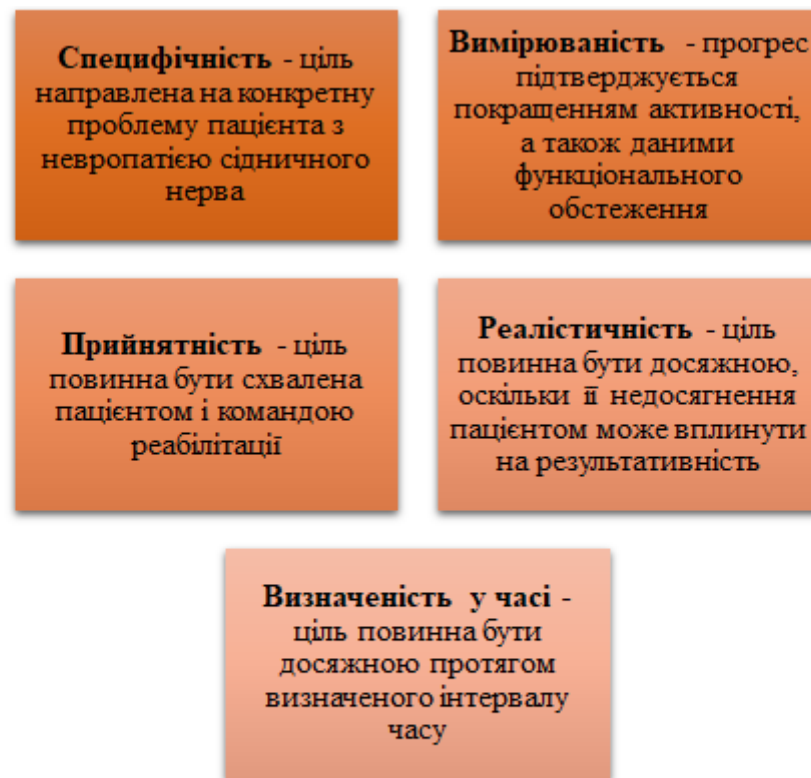 Специфічність - ціль
направлена на конкретну
проблему пацієнта з
невропатією сідничного
нерва
Вимірюваність - прогрес
підтверджується
покращенням активності,
а також даними
функціонального
обстеження
Прийнятність - ціль
повинна бути схвалена
пацієнтом і командою
реабілітації
Реалістичність - ціль
повинна бути досяжною,
оскільки її недосягнення
пацієнтом може вплинути
на результативність
Визначеність у часі -
ціль повинна бути
досяжною протягом
визначеного інтервалу
часу